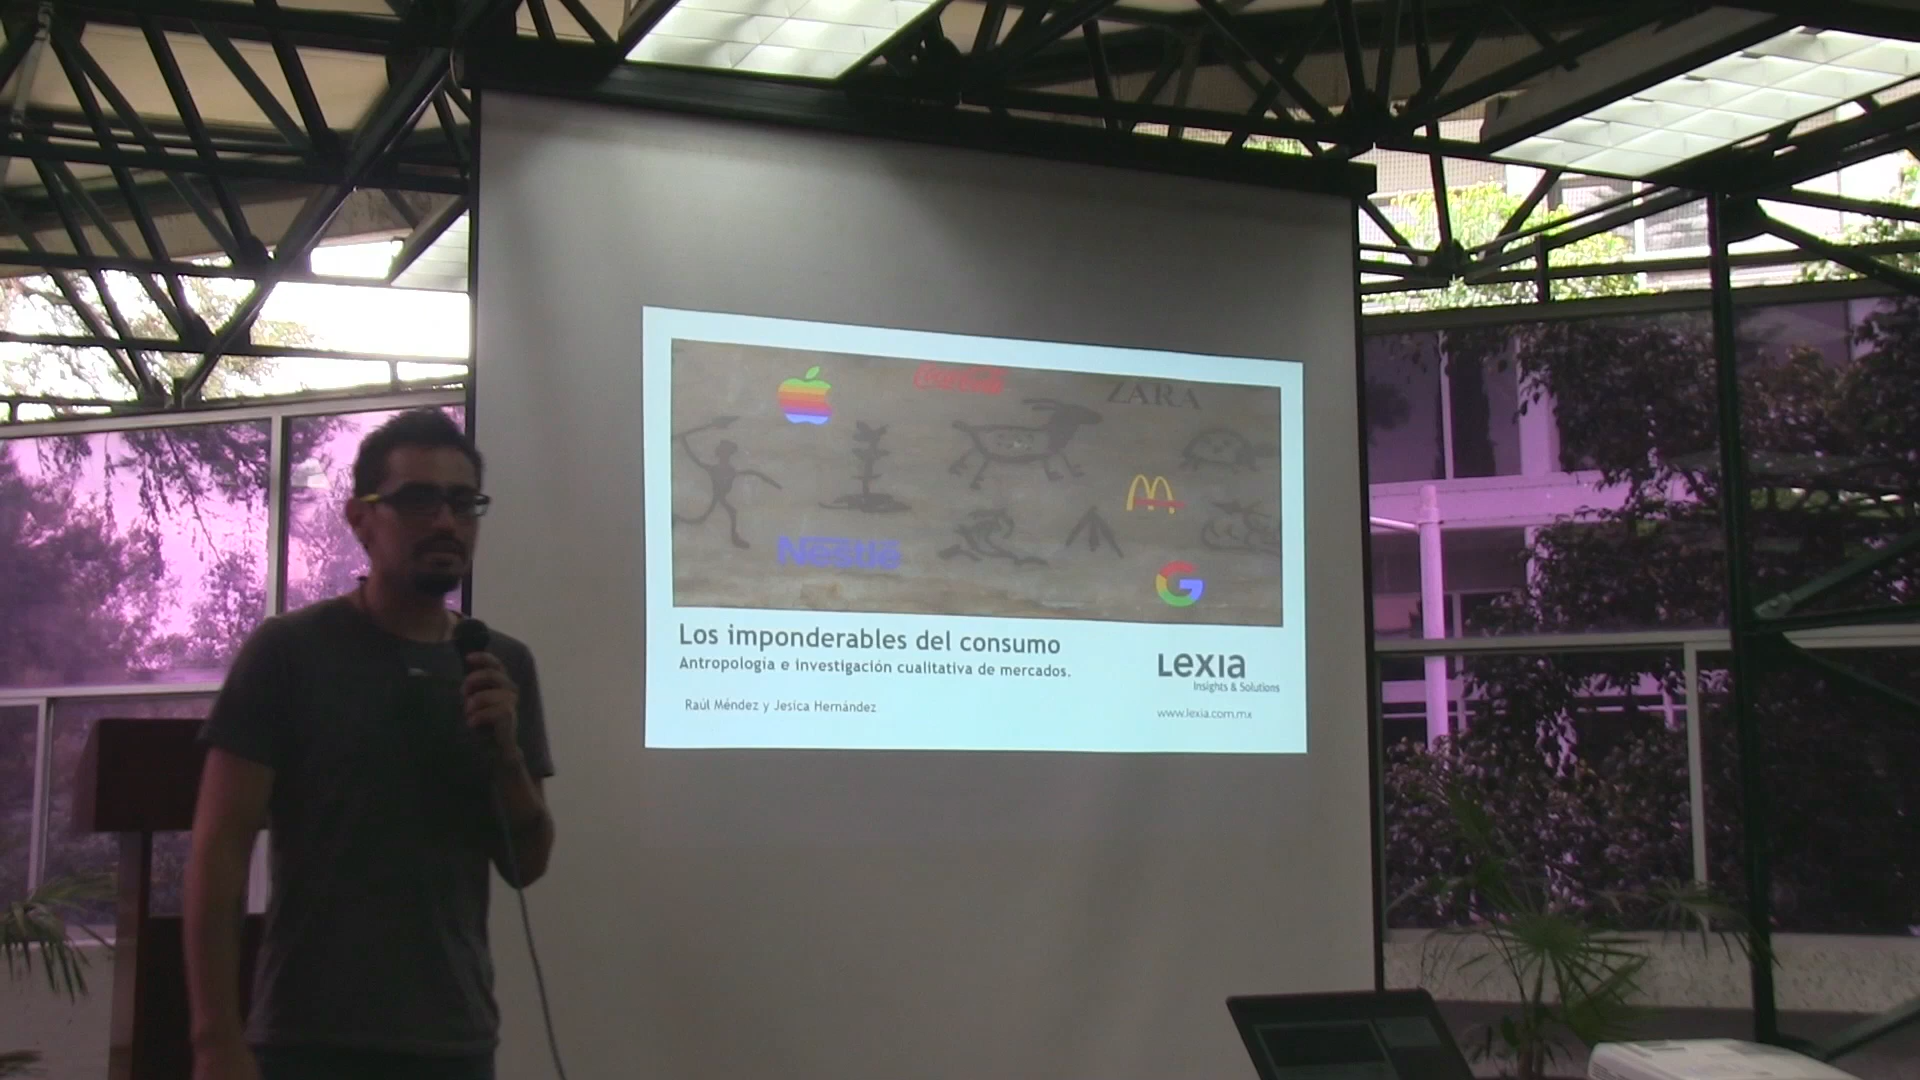 Coca-Cola
ZARA
Nestlé
Los imponderables del consumo
Antropología e investigación cualitativa de mercados.
Raúl Méndez y Jesica Hernández
Lexia
Insights & Solutions
www.lexia.com.mx